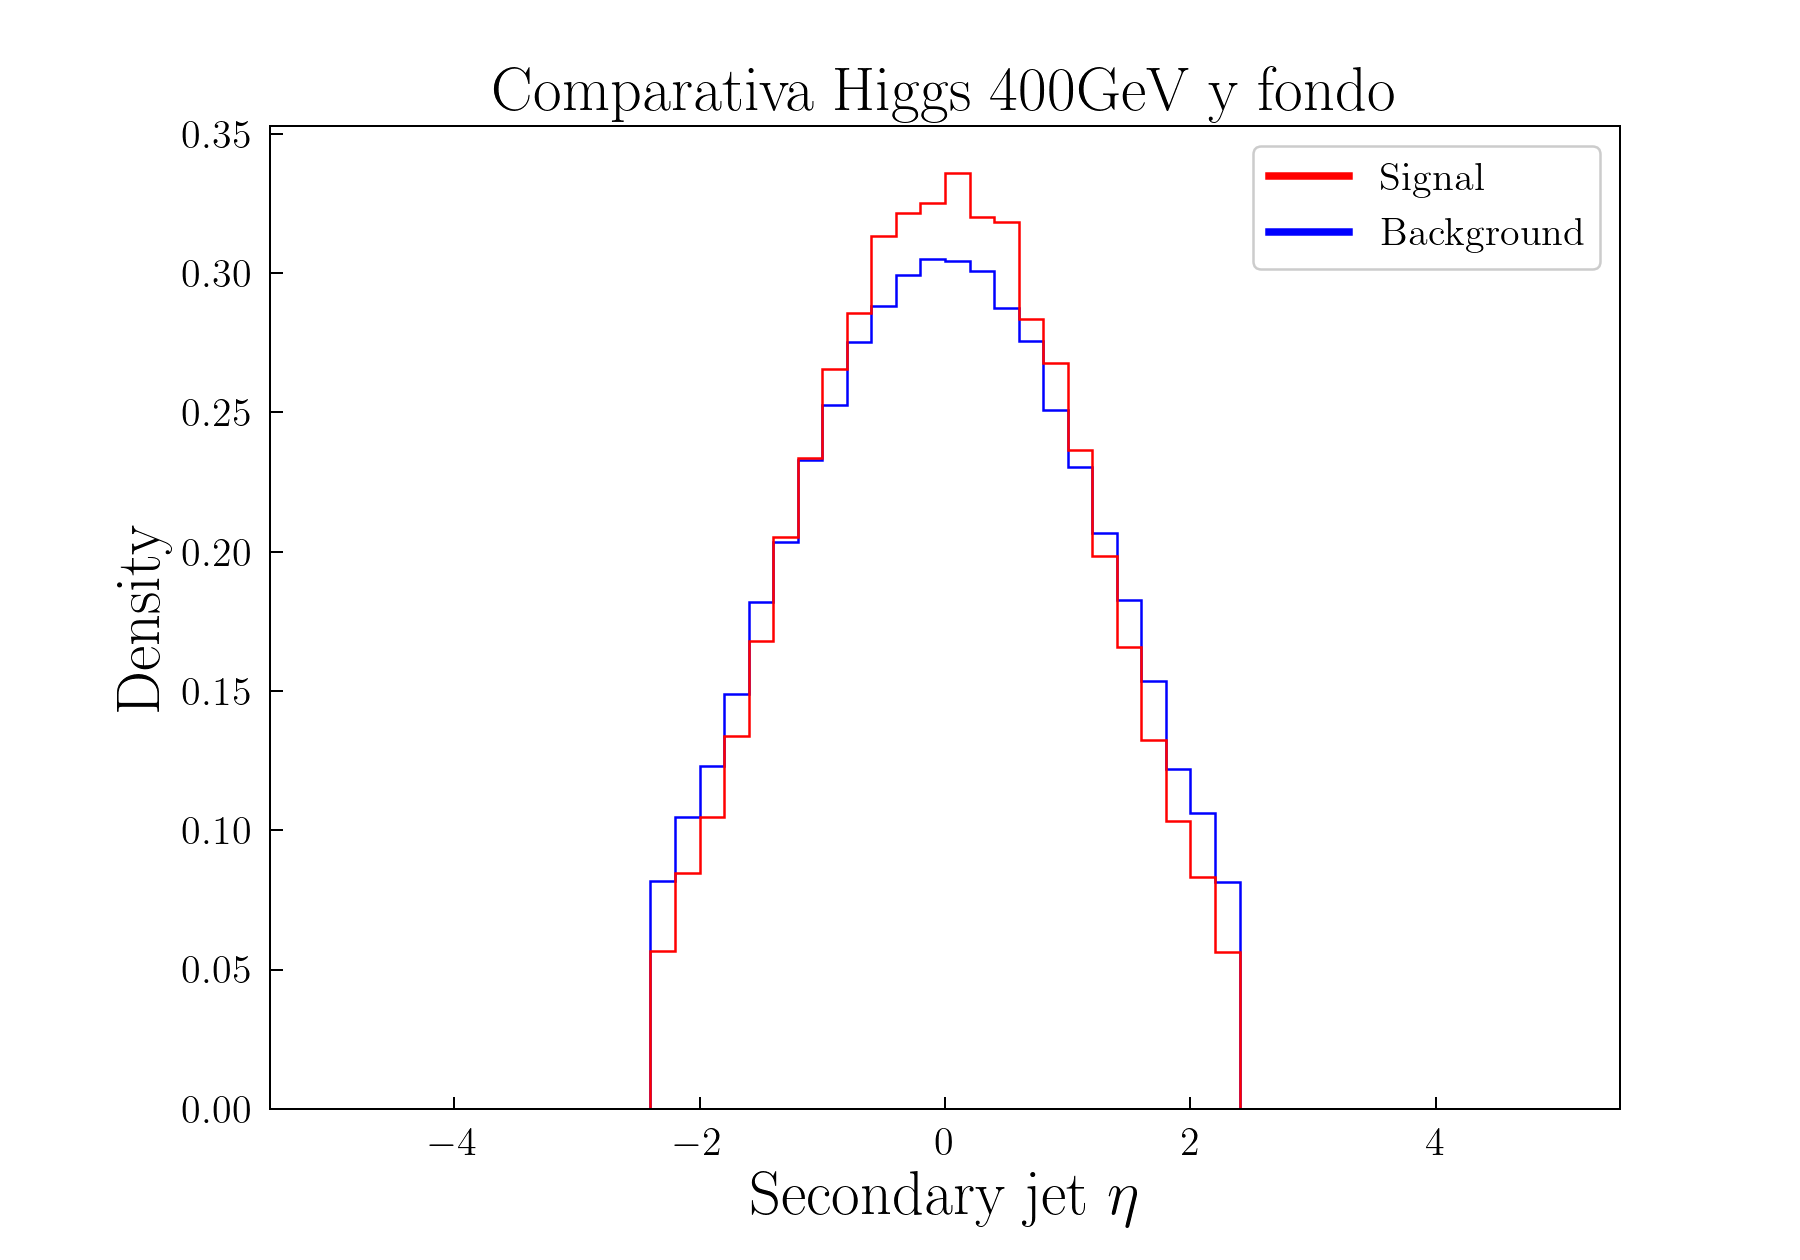 Comparativa Higgs 400GeV y fondo
Signal
Background
0.35
0.30
0.25
0.20
0.15
0.10
0.05
0.00
Density
−4 −2 0 2 4
Secondary jet η